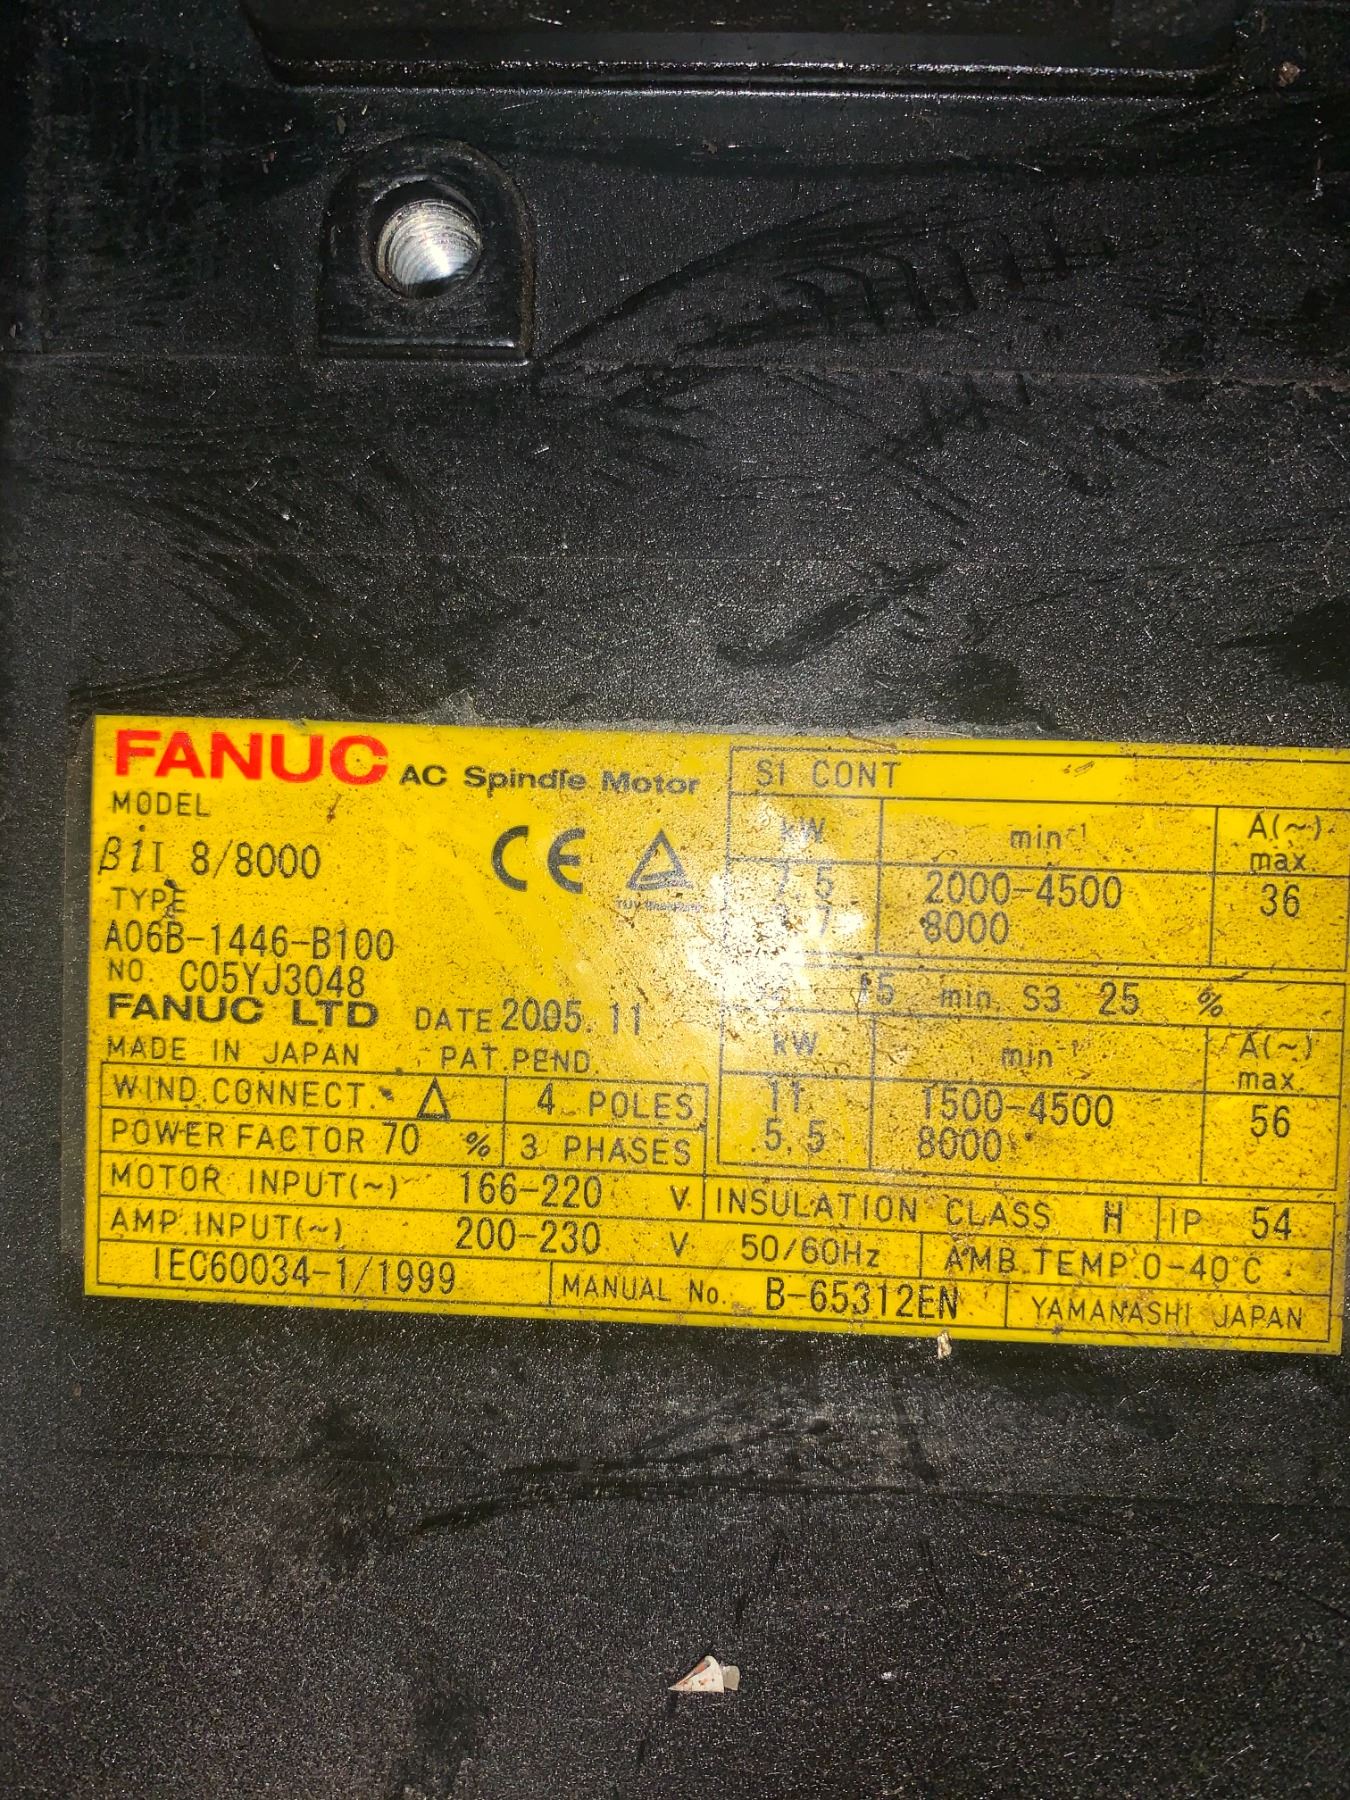 FANUC AC Spindle Motor
MODEL
βiI 8/8000
TYPE
A06B-1446-B100
NO. C05YJ3048
FANUC LTD DATE 2005. 11
MADE IN JAPAN PAT.PEND.
WIND.CONNECT. △ 4 POLES
POWER FACTOR 70 % 3 PHASES
MOTOR INPUT(~) 166-220 V
AMP.INPUT(~) 200-230 V 50/60Hz
IEC60034-1/1999 MANUAL No. B-65312EN
CE
S1 CONT
kW min-1 A(~) max.
7.5 2000-4500 36
8000
15 min. S3 25 %
kW min-1 A(~) max.
11 1500-4500 56
5.5 8000
INSULATION CLASS H IP 54
AMB.TEMP.0-40°C
YAMANASHI JAPAN